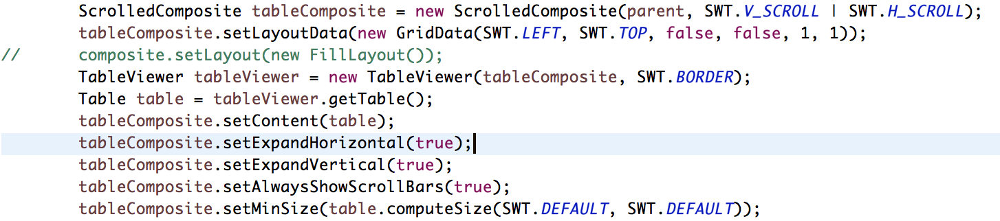 ScrolledComposite tableComposite = new ScrolledComposite(parent, SWT.V_SCROLL | SWT.H_SCROLL);
tableComposite.setLayoutData(new GridData(SWT.LEFT, SWT.TOP, false, false, 1, 1));
// composite.setLayout(new FillLayout());
TableViewer tableViewer = new TableViewer(tableComposite, SWT.BORDER);
Table table = tableViewer.getTable();
tableComposite.setContent(table);
tableComposite.setExpandHorizontal(true);
tableComposite.setExpandVertical(true);
tableComposite.setAlwaysShowScrollBars(true);
tableComposite.setMinSize(table.computeSize(SWT.DEFAULT, SWT.DEFAULT));